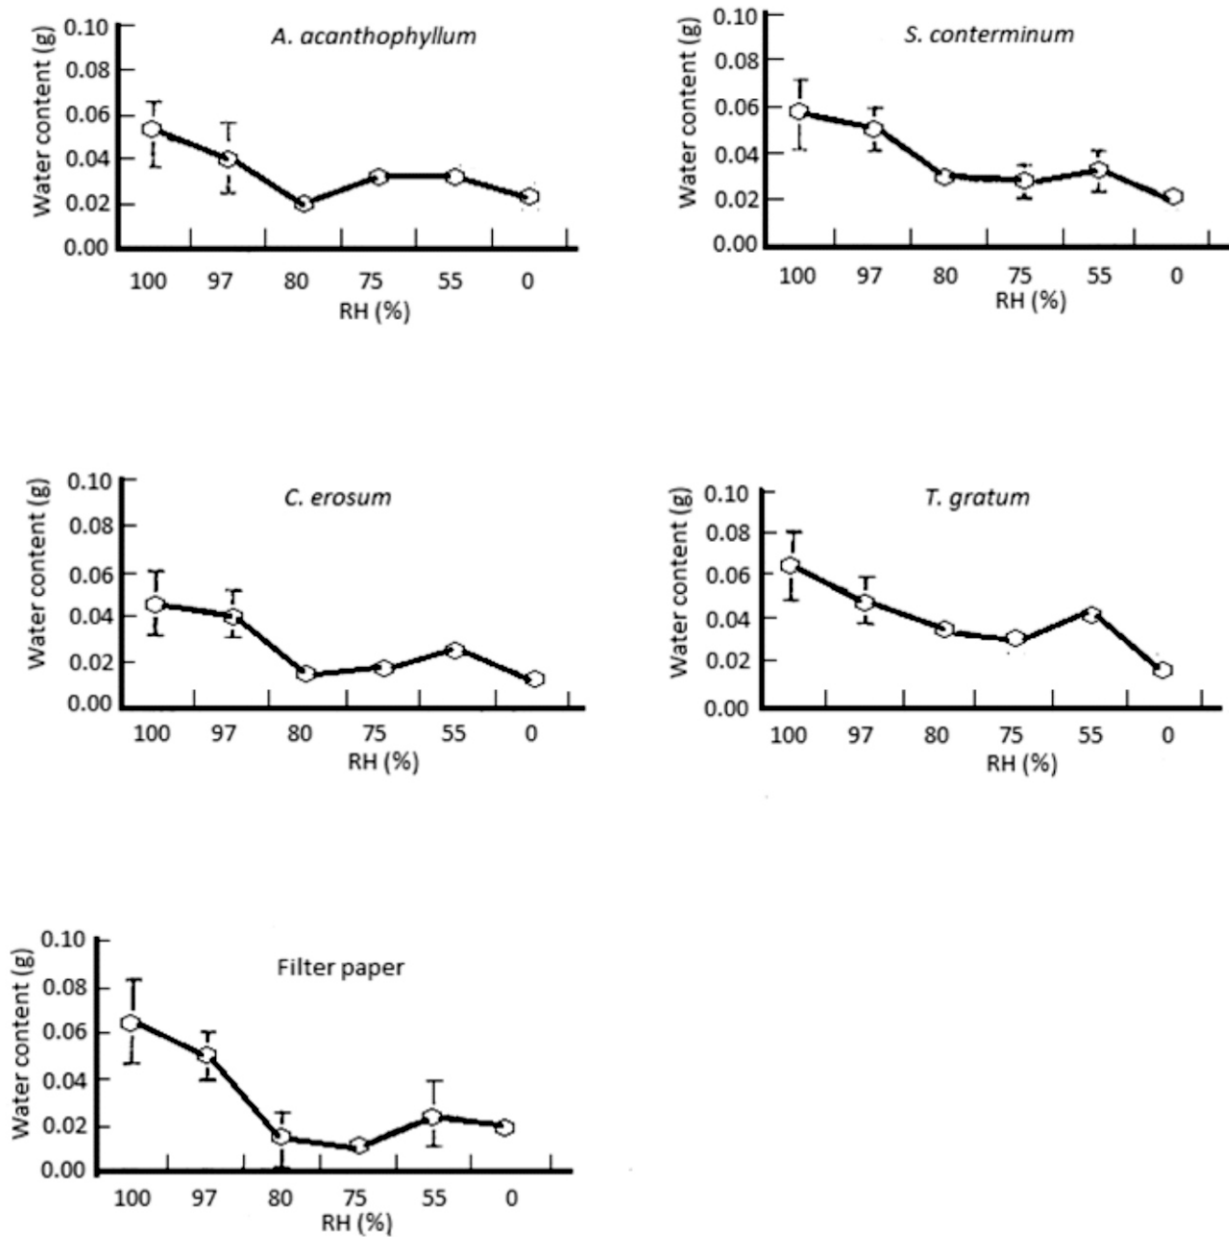 A. acanthophyllum
Water content (g)
0.10
0.08
0.06
0.04
0.02
0.00
100 97 80 75 55 0
RH (%)
S. conterminum
Water content (g)
0.10
0.08
0.06
0.04
0.02
0.00
100 97 80 75 55 0
RH (%)
C. erosum
Water content (g)
0.10
0.08
0.06
0.04
0.02
0.00
100 97 80 75 55 0
RH (%)
T. gratum
Water content (g)
0.10
0.08
0.06
0.04
0.02
0.00
100 97 80 75 55 0
RH (%)
Filter paper
Water content (g)
0.10
0.08
0.06
0.04
0.02
0.00
100 97 80 75 55 0
RH (%)